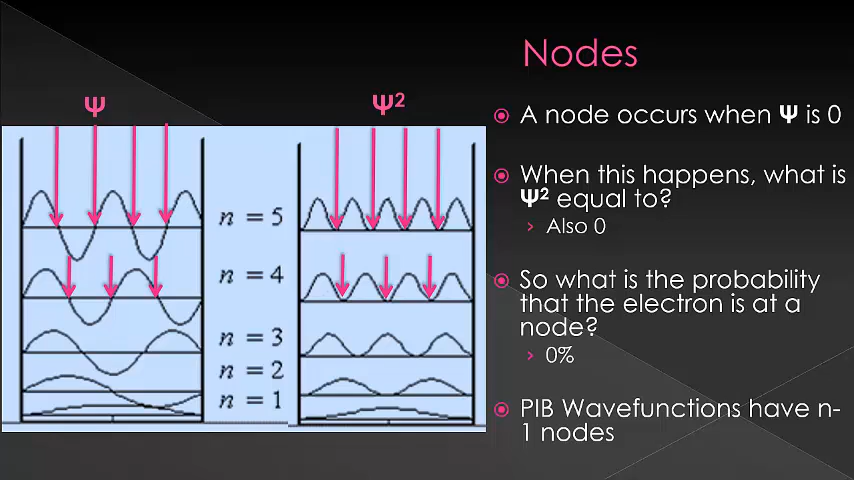 Nodes
Ψ
Ψ²
n = 5
n = 4
n = 3
n = 2
n = 1
A node occurs when Ψ is 0
When this happens, what is
Ψ² equal to?
Also 0
So what is the probability
that the electron is at a
node?
0%
PIB Wavefunctions have n-
1 nodes